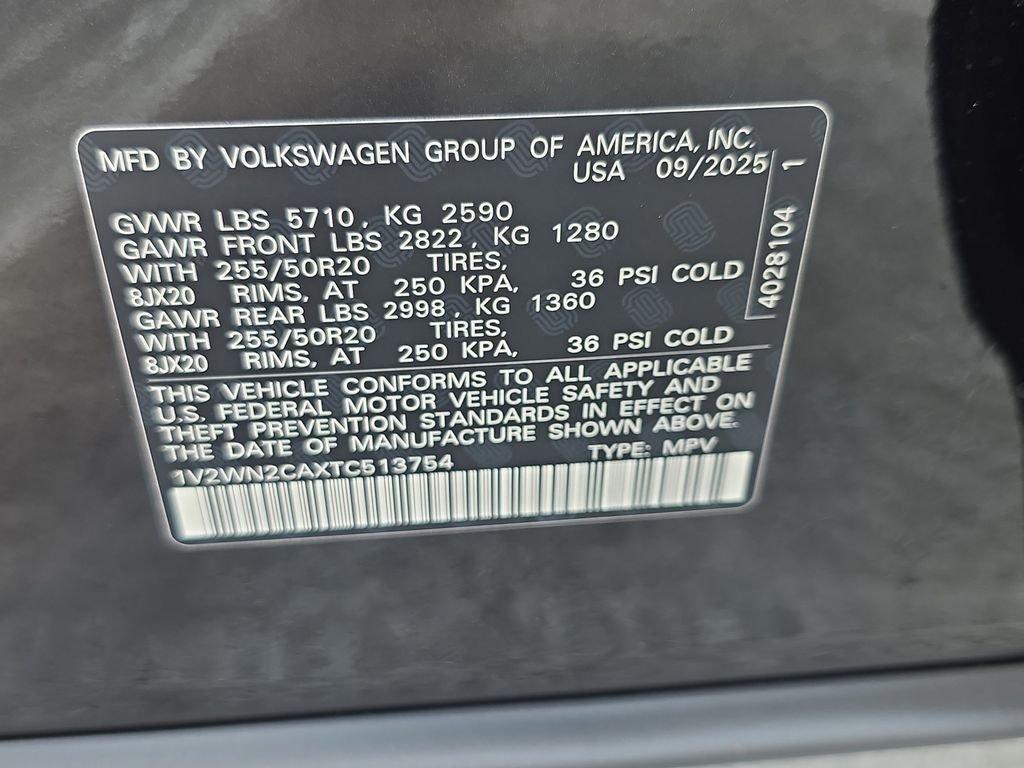 MFD BY VOLKSWAGEN GROUP OF AMERICA, INC.
USA 09/2025
GVWR LBS 5710, KG 2590
GAWR FRONT LBS 2822, KG 1280
WITH 255/50R20 TIRES,
8JX20 RIMS, AT 250 KPA, 36 PSI COLD
GAWR REAR LBS 2998, KG 1360
WITH 255/50R20 TIRES,
8JX20 RIMS, AT 250 KPA, 36 PSI COLD
THIS VEHICLE CONFORMS TO ALL APPLICABLE
U.S. FEDERAL MOTOR VEHICLE SAFETY AND
THEFT PREVENTION STANDARDS IN EFFECT ON
THE DATE OF MANUFACTURE SHOWN ABOVE.
1V2WN2CAXTC513754 TYPE: MPV
4028104 1